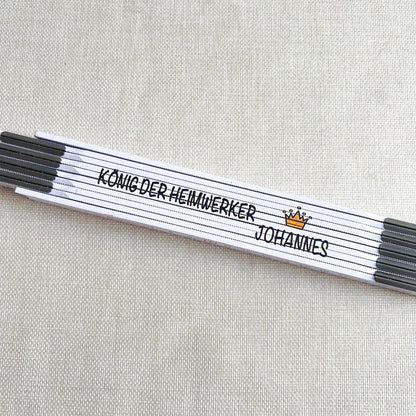 KÖNIG DER HEIMWERKER
JOHANNES